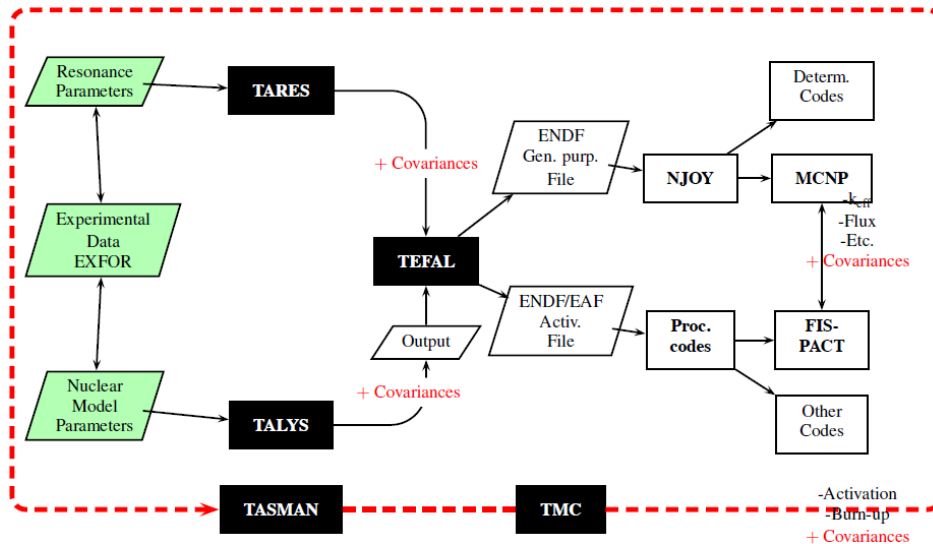 Resonance
Parameters
TARES
Determ.
Codes
+ Covariances
ENDF
Gen. purp.
File
NJOY
MCNP
-keff
-Flux
-Etc.
+ Covariances
Experimental
Data
EXFOR
TEFAL
ENDF/EAF
Activ.
File
Output
Proc.
codes
FIS-
PACT
+ Covariances
Nuclear
Model
Parameters
TALYS
Other
Codes
TASMAN
TMC
-Activation
-Burn-up
+ Covariances